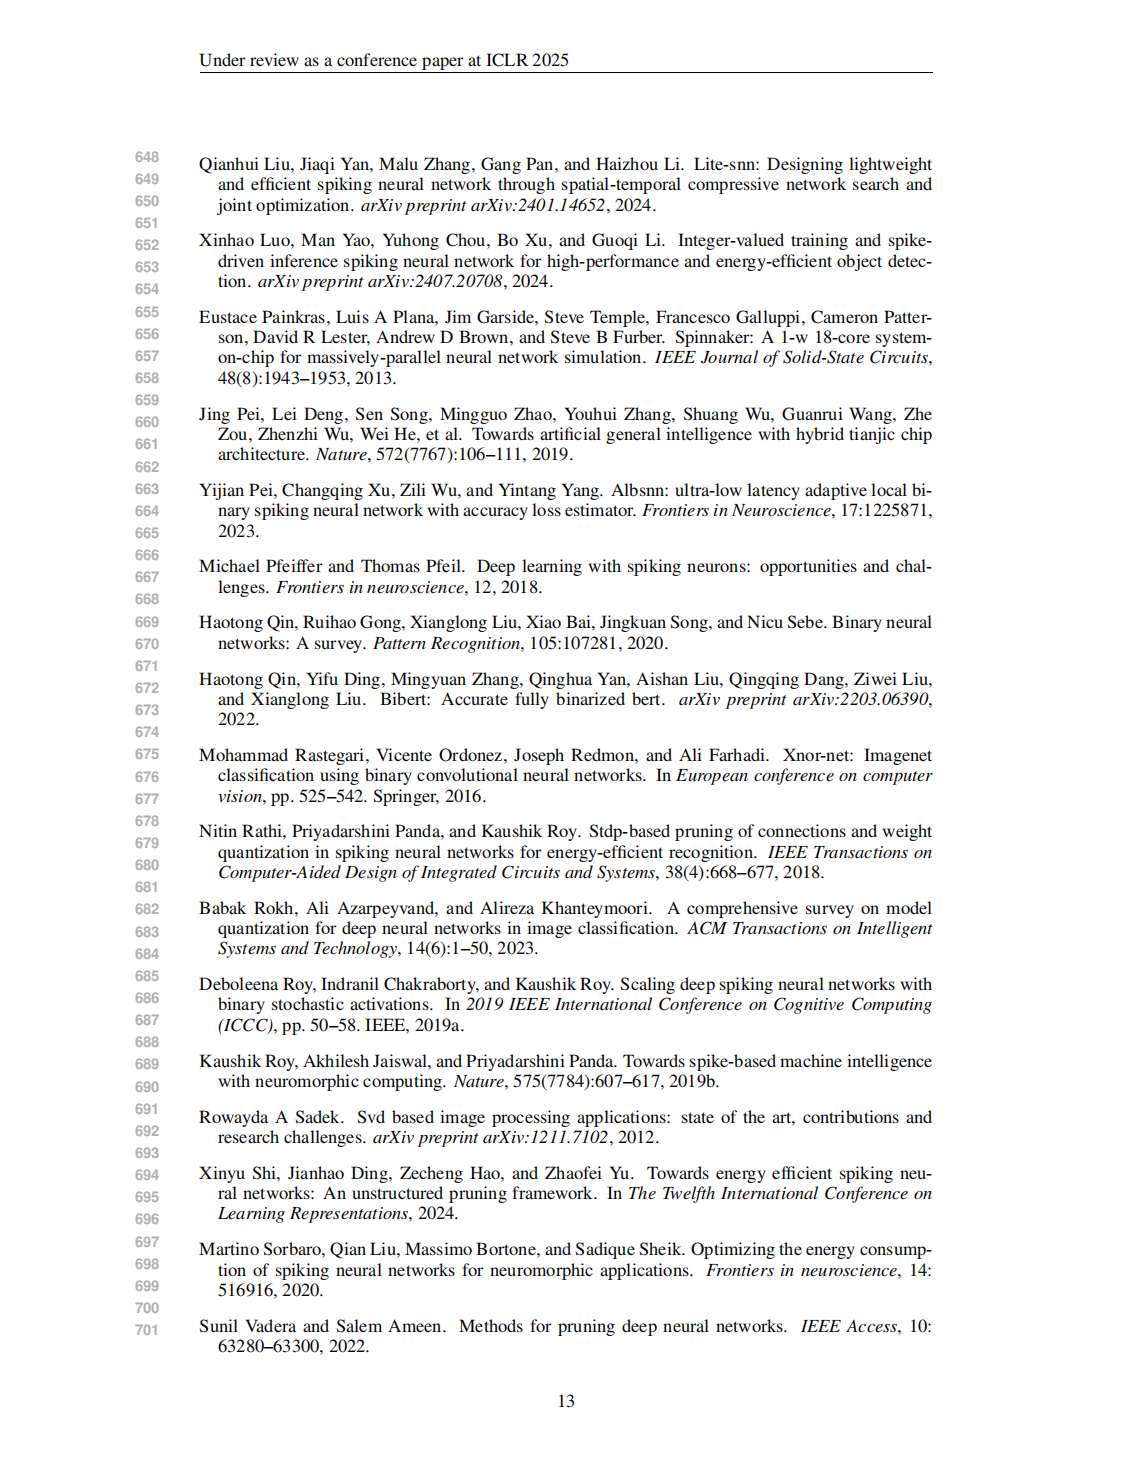 Under review as a conference paper at ICLR 2025
648
649
650
651
652
653
654
655
656
657
658
659
660
661
662
663
664
665
666
667
668
669
670
671
672
673
674
675
676
677
678
679
680
681
682
683
684
685
686
687
688
689
690
691
692
693
694
695
696
697
698
699
700
701
Qianhui Liu, Jiaqi Yan, Malu Zhang, Gang Pan, and Haizhou Li. Lite-snn: Designing lightweight
and efficient spiking neural network through spatial-temporal compressive network search and
joint optimization. arXiv preprint arXiv:2401.14652, 2024.
Xinhao Luo, Man Yao, Yuhong Chou, Bo Xu, and Guoqi Li. Integer-valued training and spike-
driven inference spiking neural network for high-performance and energy-efficient object detec-
tion. arXiv preprint arXiv:2407.20708, 2024.
Eustace Painkras, Luis A Plana, Jim Garside, Steve Temple, Francesco Galluppi, Cameron Patter-
son, David R Lester, Andrew D Brown, and Steve B Furber. Spinnaker: A 1-w 18-core system-
on-chip for massively-parallel neural network simulation. IEEE Journal of Solid-State Circuits,
48(8):1943–1953, 2013.
Jing Pei, Lei Deng, Sen Song, Mingguo Zhao, Youhui Zhang, Shuang Wu, Guanrui Wang, Zhe
Zou, Zhenzhi Wu, Wei He, et al. Towards artificial general intelligence with hybrid tianjic chip
architecture. Nature, 572(7767):106–111, 2019.
Yijian Pei, Changqing Xu, Zili Wu, and Yintang Yang. Albsnn: ultra-low latency adaptive local bi-
nary spiking neural network with accuracy loss estimator. Frontiers in Neuroscience, 17:1225871,
2023.
Michael Pfeiffer and Thomas Pfeil. Deep learning with spiking neurons: opportunities and chal-
lenges. Frontiers in neuroscience, 12, 2018.
Haotong Qin, Ruihao Gong, Xianglong Liu, Xiao Bai, Jingkuan Song, and Nicu Sebe. Binary neural
networks: A survey. Pattern Recognition, 105:107281, 2020.
Haotong Qin, Yifu Ding, Mingyuan Zhang, Qinghua Yan, Aishan Liu, Qingqing Dang, Ziwei Liu,
and Xianglong Liu. Bibert: Accurate fully binarized bert. arXiv preprint arXiv:2203.06390,
2022.
Mohammad Rastegari, Vicente Ordonez, Joseph Redmon, and Ali Farhadi. Xnor-net: Imagenet
classification using binary convolutional neural networks. In European conference on computer
vision, pp. 525–542. Springer, 2016.
Nitin Rathi, Priyadarshini Panda, and Kaushik Roy. Stdp-based pruning of connections and weight
quantization in spiking neural networks for energy-efficient recognition. IEEE Transactions on
Computer-Aided Design of Integrated Circuits and Systems, 38(4):668–677, 2018.
Babak Rokh, Ali Azarpeyvand, and Alireza Khanteymoori. A comprehensive survey on model
quantization for deep neural networks in image classification. ACM Transactions on Intelligent
Systems and Technology, 14(6):1–50, 2023.
Deboleena Roy, Indranil Chakraborty, and Kaushik Roy. Scaling deep spiking neural networks with
binary stochastic activations. In 2019 IEEE International Conference on Cognitive Computing
(ICCC), pp. 50–58. IEEE, 2019a.
Kaushik Roy, Akhilesh Jaiswal, and Priyadarshini Panda. Towards spike-based machine intelligence
with neuromorphic computing. Nature, 575(7784):607–617, 2019b.
Rowayda A Sadek. Svd based image processing applications: state of the art, contributions and
research challenges. arXiv preprint arXiv:1211.7102, 2012.
Xinyu Shi, Jianhao Ding, Zecheng Hao, and Zhaofei Yu. Towards energy efficient spiking neu-
ral networks: An unstructured pruning framework. In The Twelfth International Conference on
Learning Representations, 2024.
Martino Sorbaro, Qian Liu, Massimo Bortone, and Sadique Sheik. Optimizing the energy consump-
tion of spiking neural networks for neuromorphic applications. Frontiers in neuroscience, 14:
516916, 2020.
Sunil Vadera and Salem Ameen. Methods for pruning deep neural networks. IEEE Access, 10:
63280–63300, 2022.
13